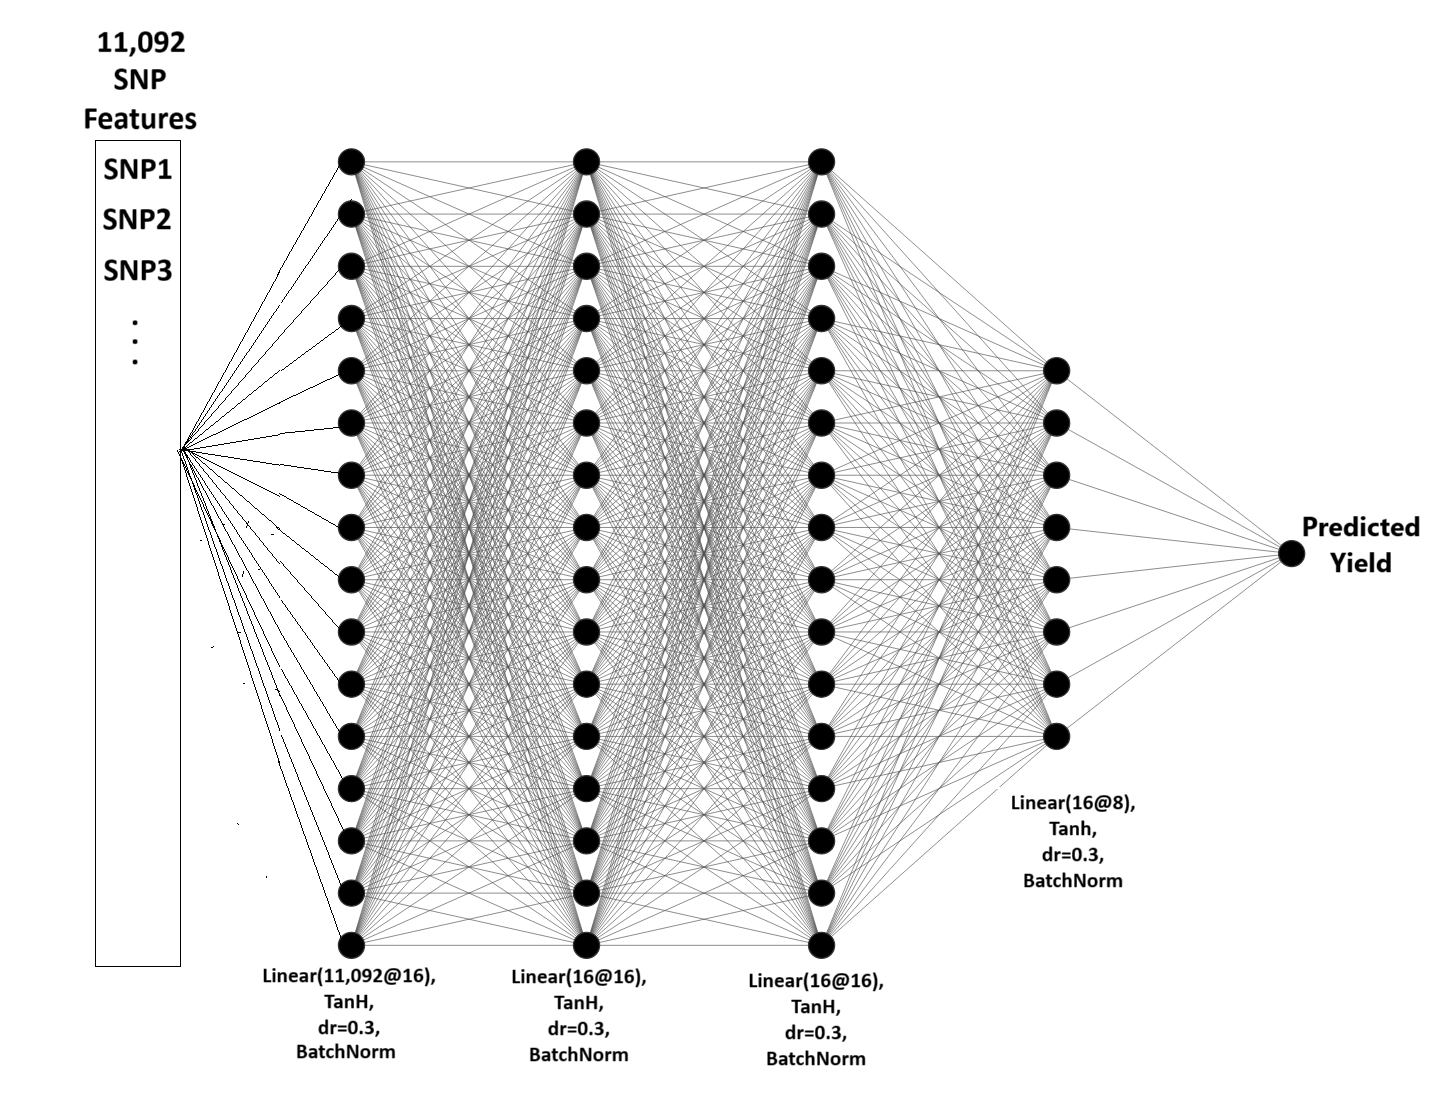 11,092
SNP
Features
SNP1
SNP2
SNP3
Predicted
Yield
Linear(16@8),
Tanh,
dr=0.3,
BatchNorm
Linear(11,092@16),
TanH,
dr=0.3,
BatchNorm
Linear(16@16),
TanH,
dr=0.3,
BatchNorm
Linear(16@16),
TanH,
dr=0.3,
BatchNorm